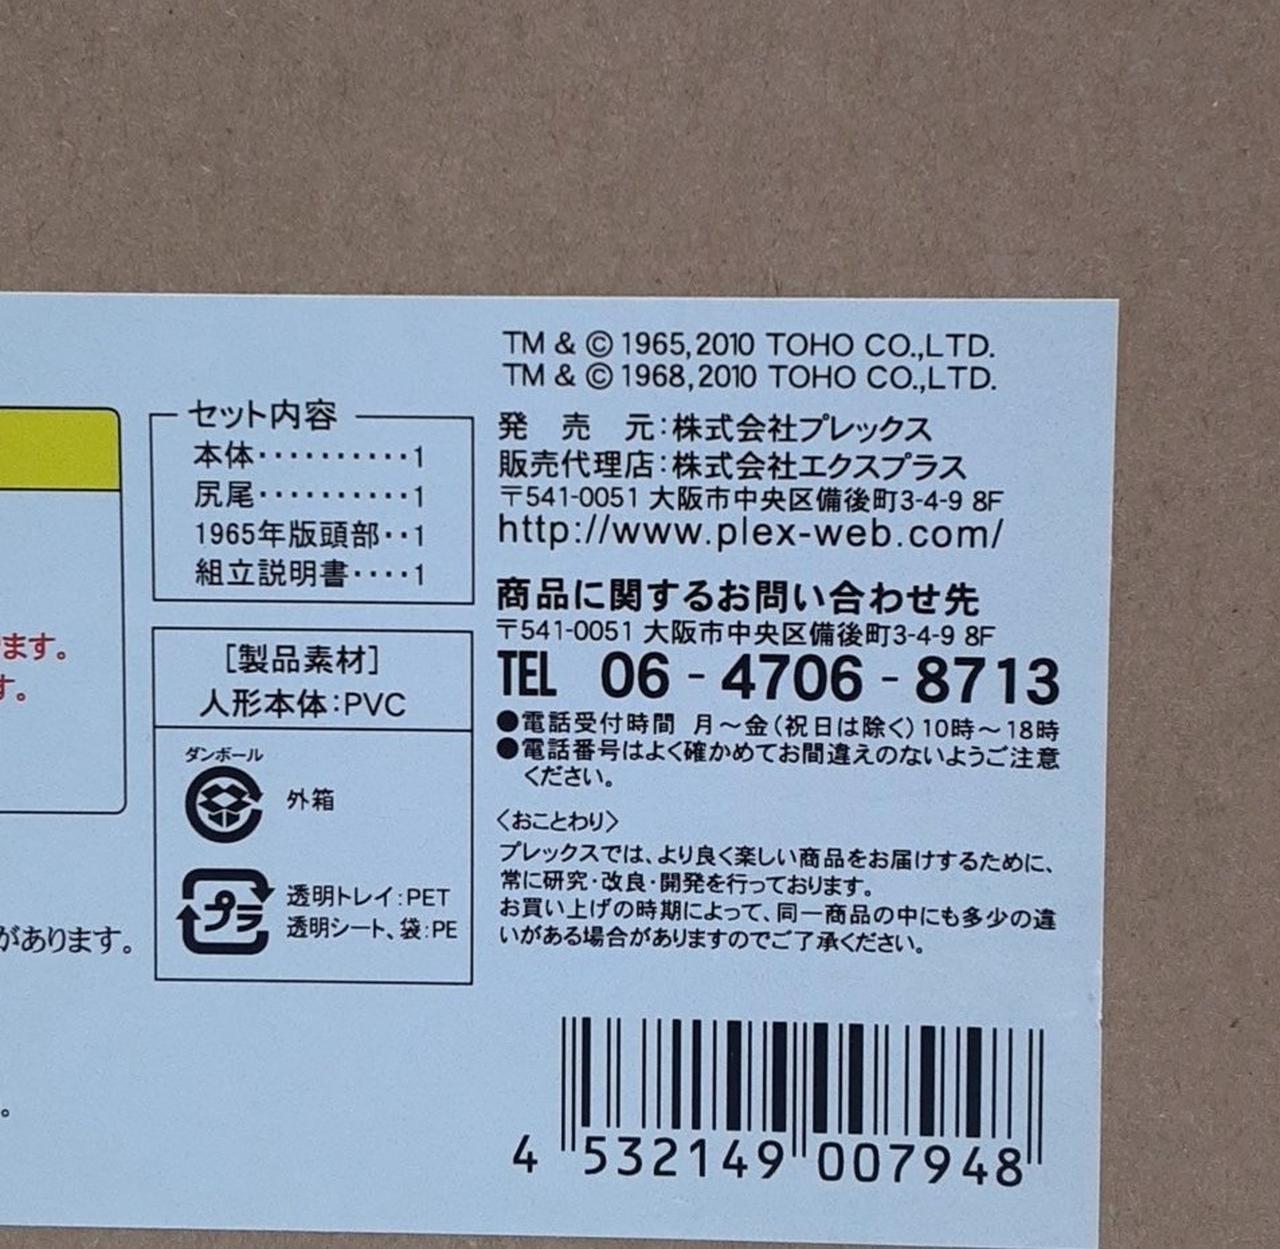 TM & © 1965,2010 TOHO CO.,LTD.
TM & © 1968,2010 TOHO CO.,LTD.
発 売 元:株式会社プレックス
販売代理店:株式会社エクスプラス
〒541-0051 大阪市中央区備後町3-4-9 8F
http://www.plex-web.com/
商品に関するお問い合わせ先
〒541-0051 大阪市中央区備後町3-4-9 8F
TEL 06-4706-8713
●電話受付時間 月～金(祝日は除く)10時～18時
●電話番号はよく確かめてお間違えのないようご注意
ください。
〈おことわり〉
プレックスでは、より良く楽しい商品をお届けするために、
常に研究・改良・開発を行っております。
お買い上げの時期によって、同一商品の中にも多少の違
いがある場合がありますのでご了承ください。
セット内容
本体··········1
尻尾··········1
1965年版頭部··1
組立説明書····1
[製品素材]
人形本体:PVC
ダンボール
外箱
プラ
透明トレイ:PET
透明シート、袋:PE
ます。
す。
があります。
。
4 532149 007948